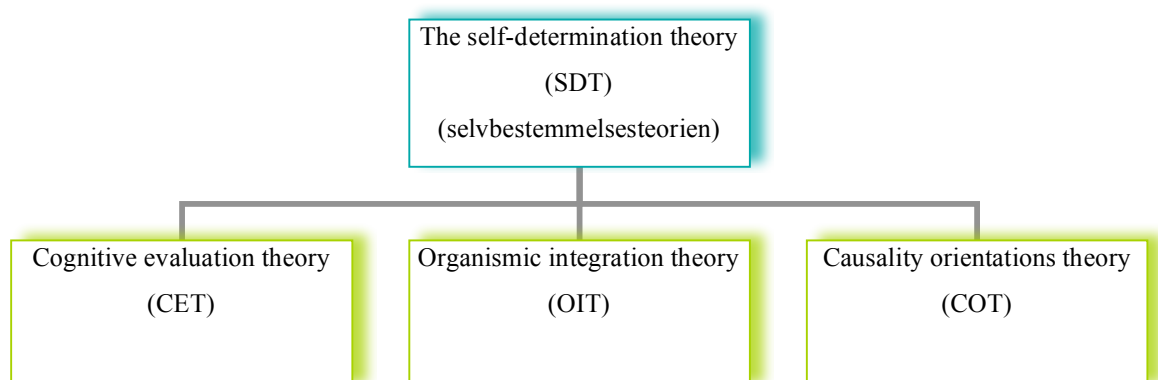 The self-determination theory
(SDT)
(selvbestemmelsesteorien)
Cognitive evaluation theory
(CET)
Organismic integration theory
(OIT)
Causality orientations theory
(COT)